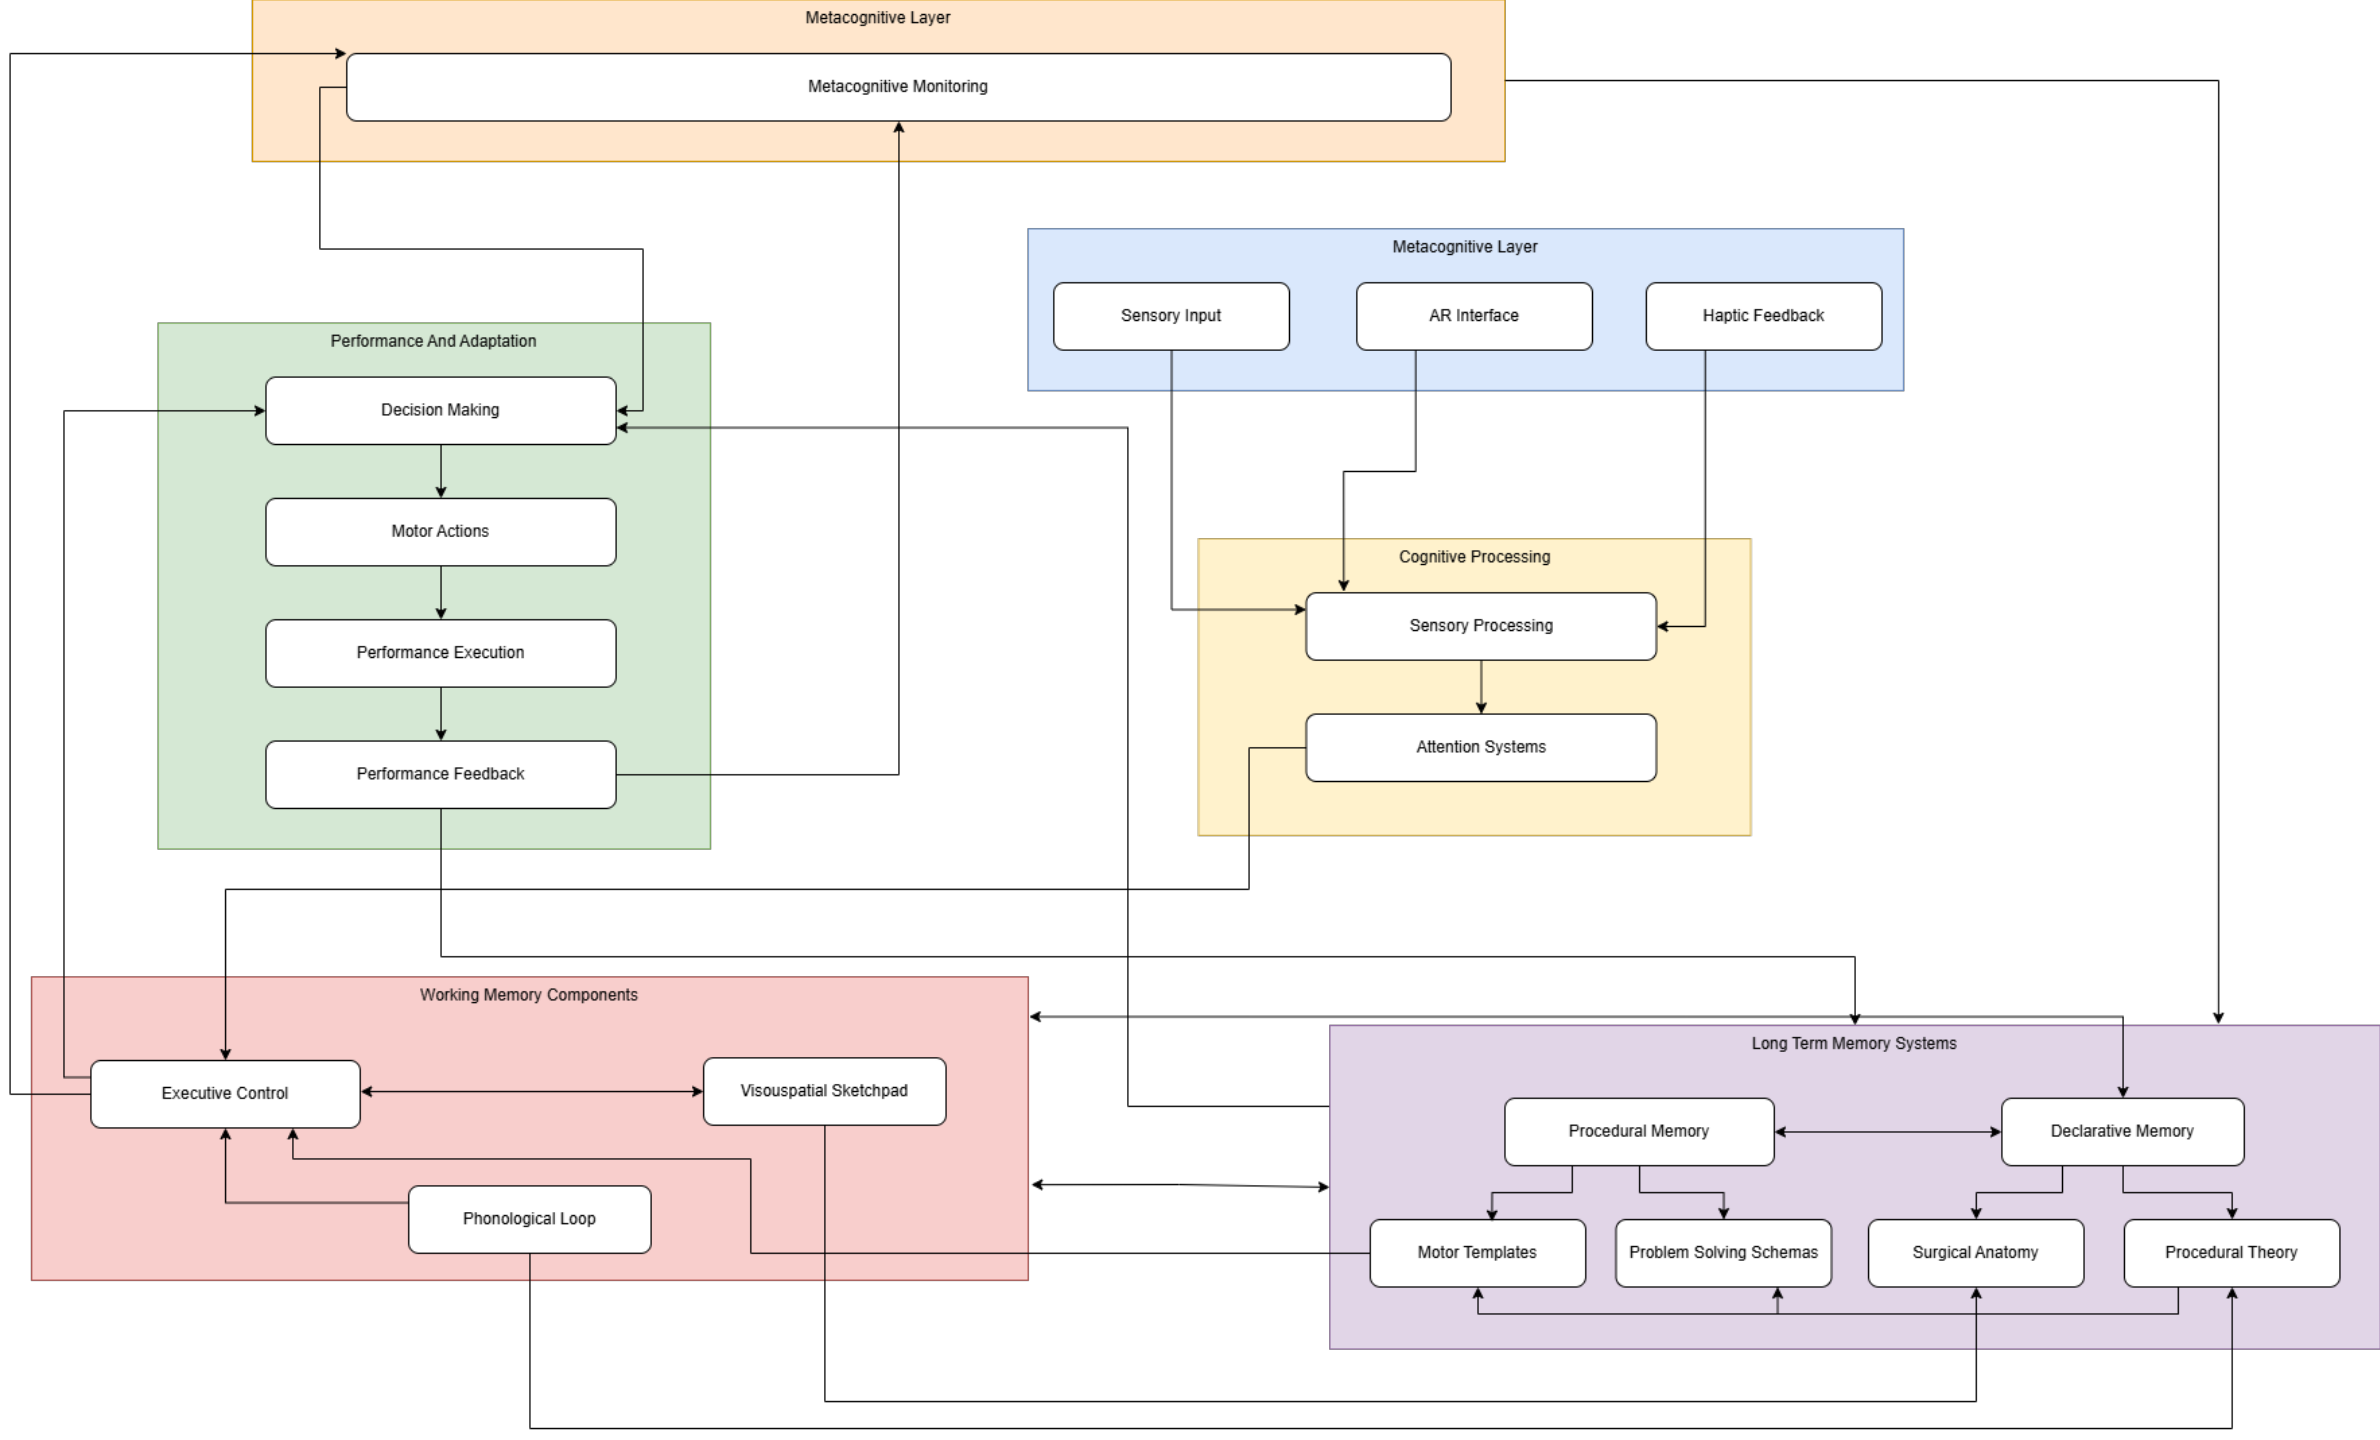 Metacognitive Layer
Metacognitive Monitoring
Metacognitive Layer
Sensory Input
AR Interface
Haptic Feedback
Performance And Adaptation
Decision Making
Motor Actions
Performance Execution
Performance Feedback
Cognitive Processing
Sensory Processing
Attention Systems
Working Memory Components
Executive Control
Visouspatial Sketchpad
Phonological Loop
Long Term Memory Systems
Procedural Memory
Declarative Memory
Motor Templates
Problem Solving Schemas
Surgical Anatomy
Procedural Theory